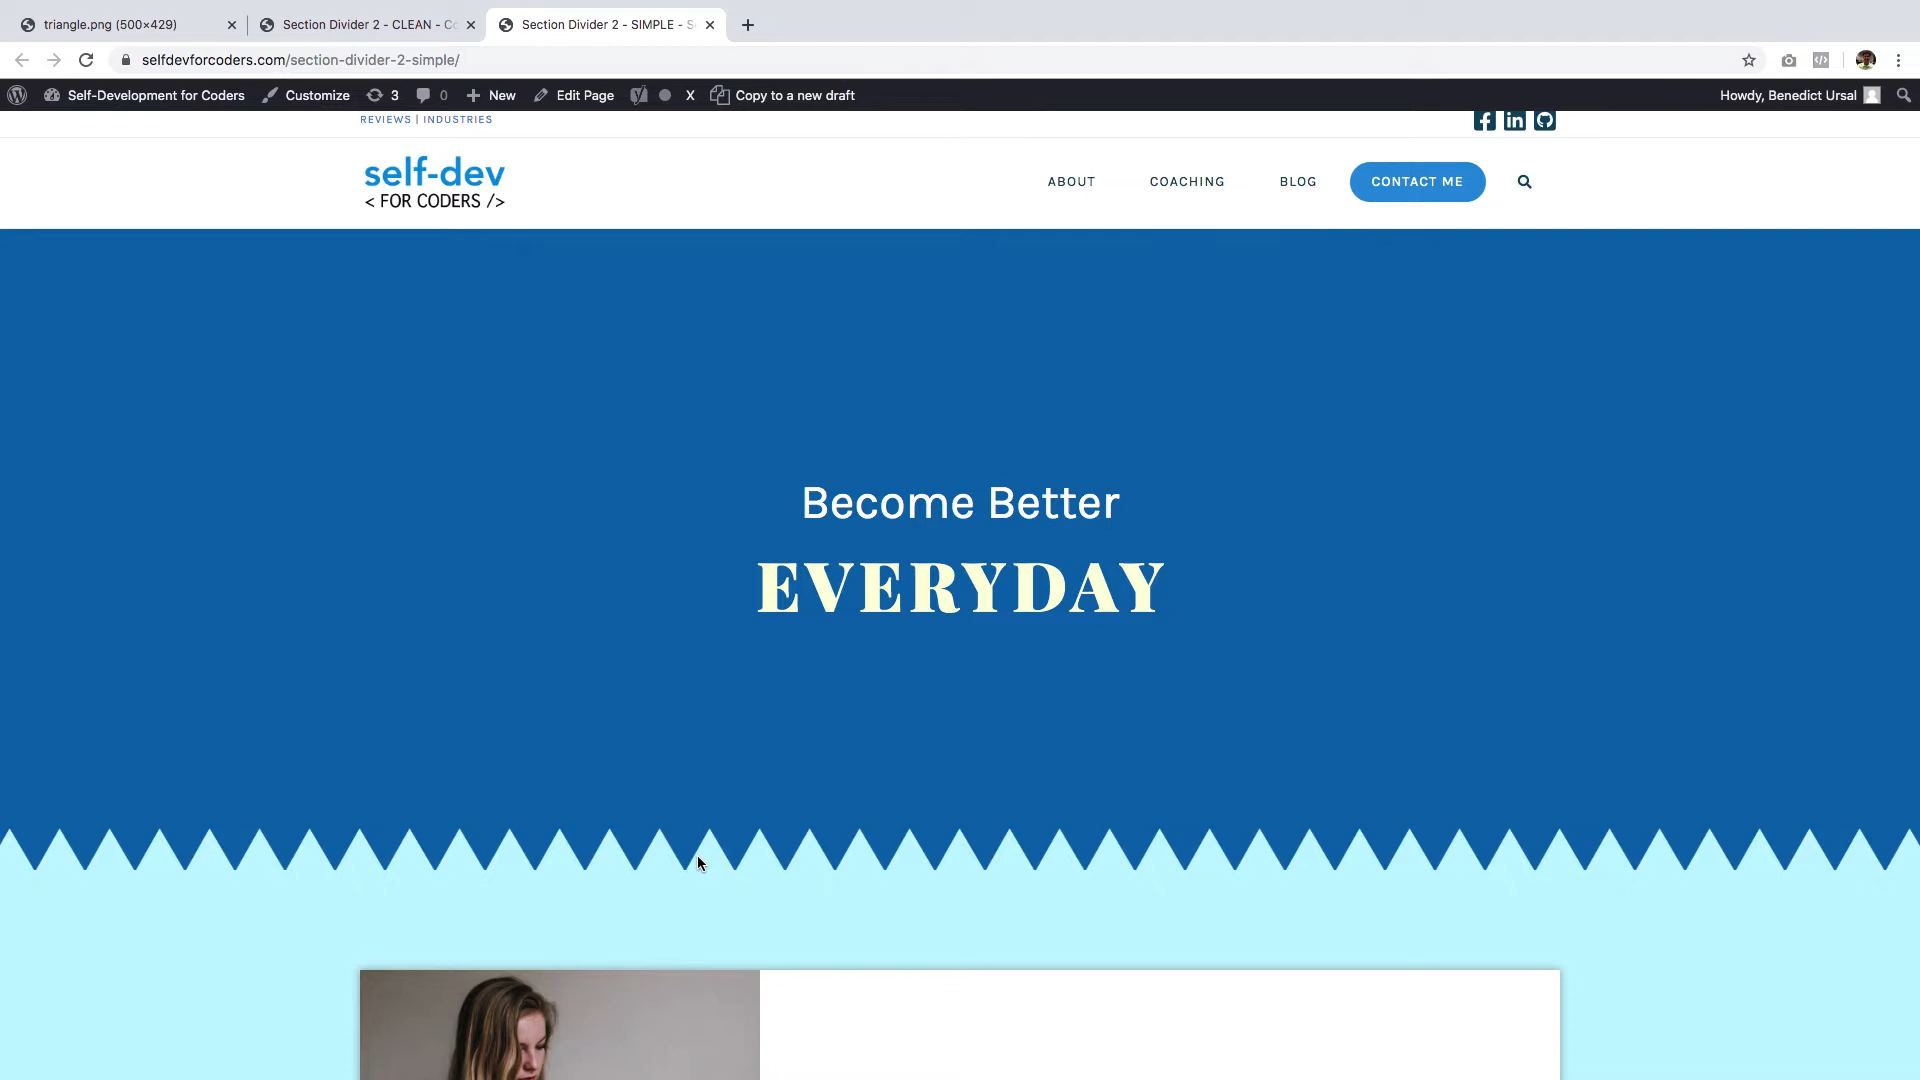 triangle.png (500×429)
Section Divider 2 - CLEAN - Co
Section Divider 2 - SIMPLE - S
selfdevforcoders.com/section-divider-2-simple/
Self-Development for Coders
Customize
3
0
New
Edit Page
X
Copy to a new draft
Howdy, Benedict Ursal
REVIEWS | INDUSTRIES
self-dev
< FOR CODERS />
ABOUT
COACHING
BLOG
CONTACT ME
Become Better
EVERYDAY